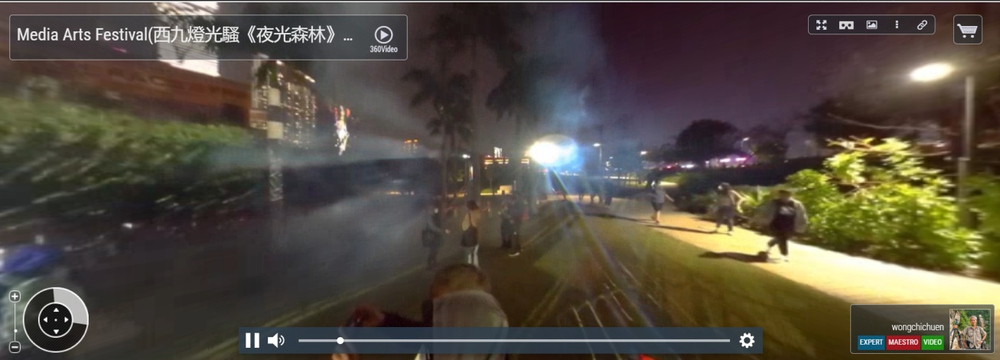 Media Arts Festival(西九燈光騷《夜光森林》...
360Video
wongchichuen
EXPERT MAESTRO VIDEO